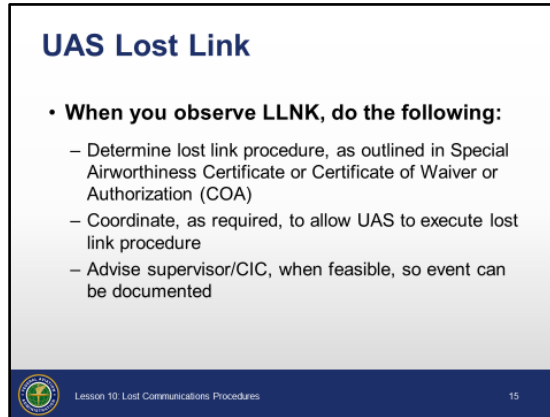 UAS Lost Link
• When you observe LLNK, do the following:
– Determine lost link procedure, as outlined in Special
Airworthiness Certificate or Certificate of Waiver or
Authorization (COA)
– Coordinate, as required, to allow UAS to execute lost
link procedure
– Advise supervisor/CIC, when feasible, so event can
be documented
Lesson 10: Lost Communications Procedures
15